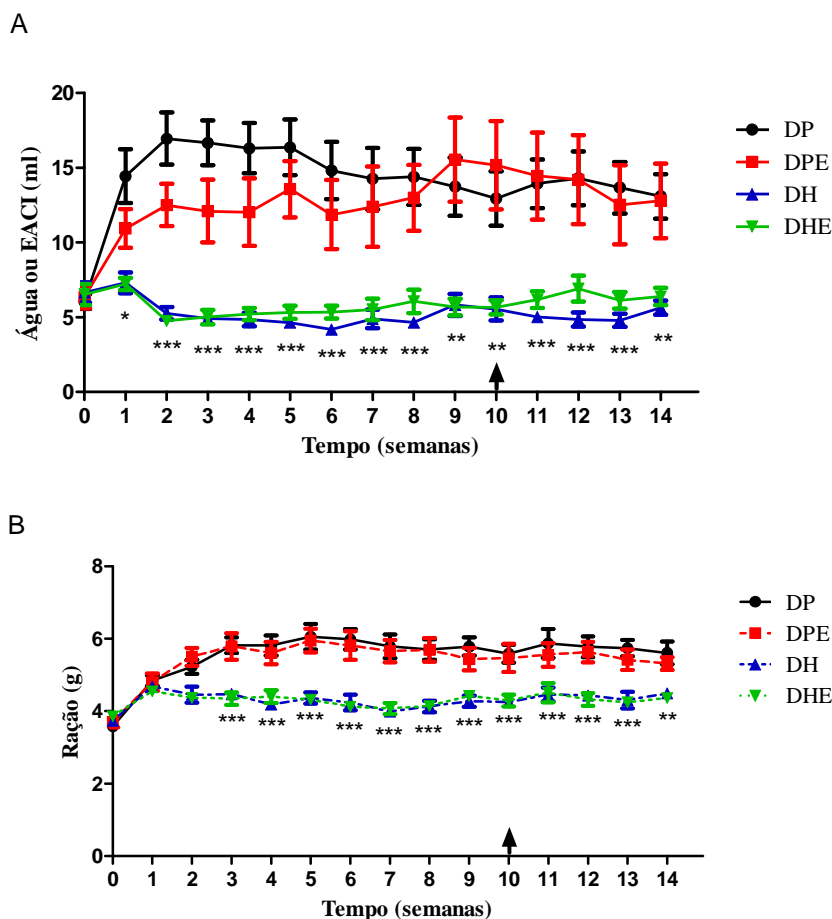 A
Água ou EACI (ml)
20
15
10
5
0
* *** *** *** *** *** *** *** ** ** *** *** *** **
0 1 2 3 4 5 6 7 8 9 10 11 12 13 14
Tempo (semanas)
DP
DPE
DH
DHE
B
Ração (g)
8
6
4
2
0
*** *** *** *** *** *** *** *** *** *** *** **
0 1 2 3 4 5 6 7 8 9 10 11 12 13 14
Tempo (semanas)
DP
DPE
DH
DHE